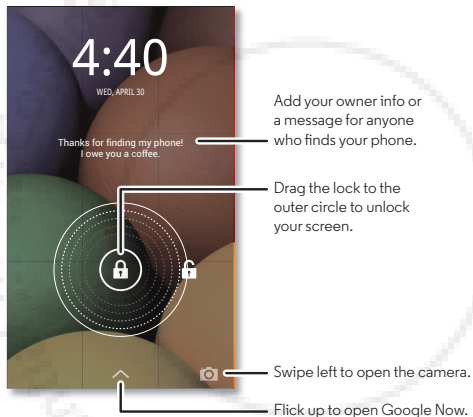 4:40
WED, APRIL 30
Thanks for finding my phone!
I owe you a coffee.
Add your owner info or
a message for anyone
who finds your phone.
Drag the lock to the
outer circle to unlock
your screen.
Swipe left to open the camera.
Flick up to open Google Now.